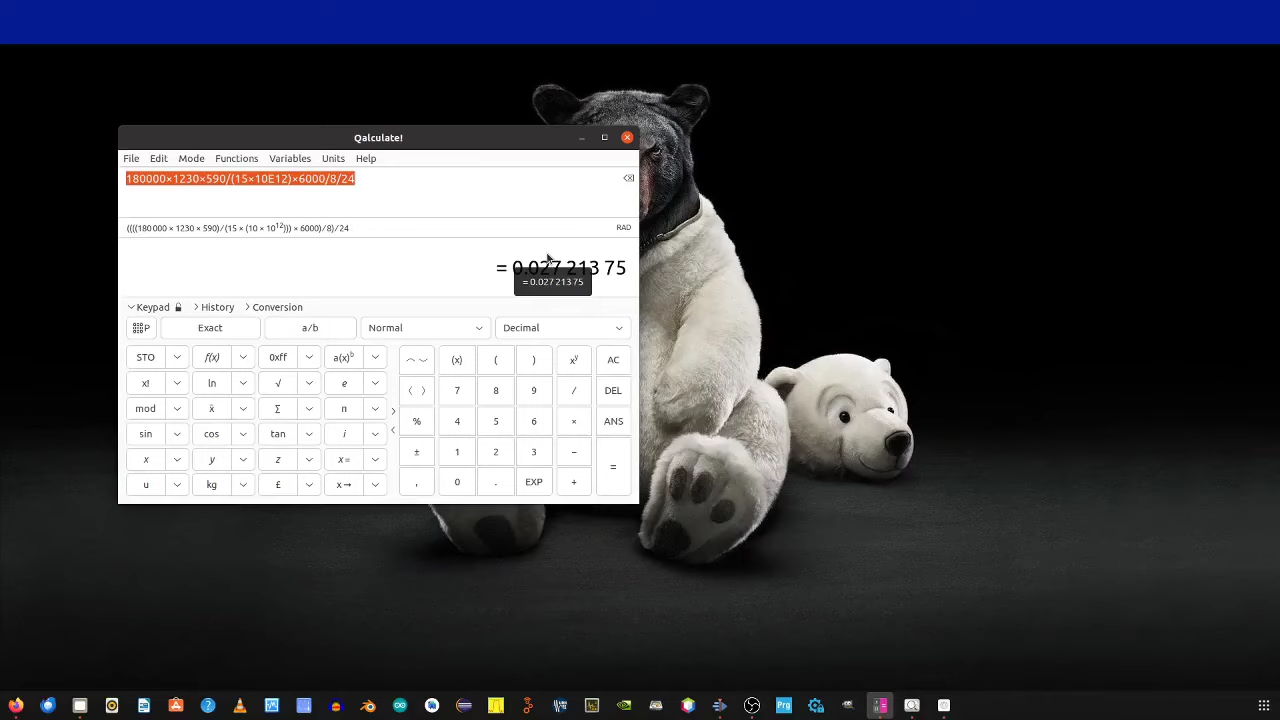 Qalculate!
File Edit Mode Functions Variables Units Help
180000×1230×590/(15×10E12)×6000/8/24
((((180 000 × 1230 × 590)/(15 × (10 × 10¹²))) × 6000)/8)/24 RAD
= 0.027 213 75
= 0.027 213 75
Keypad History Conversion
P Exact a/b Normal Decimal
STO f(x) 0xff a(x)ᵇ (x) ( ) xʸ AC
x! ln √ e 7 8 9 / DEL
mod x̄ Σ π % 4 5 6 × ANS
sin cos tan i
x y z x= ± 1 2 3 − =
u kg £ x→ , 0 . EXP +
Prg